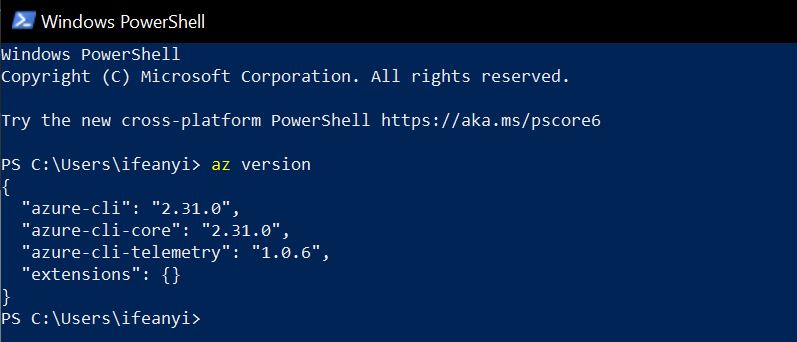 Windows PowerShell
Windows PowerShell
Copyright (C) Microsoft Corporation. All rights reserved.
Try the new cross-platform PowerShell https://aka.ms/pscore6
PS C:\Users\ifeanyi> az version
{
  "azure-cli": "2.31.0",
  "azure-cli-core": "2.31.0",
  "azure-cli-telemetry": "1.0.6",
  "extensions": {}
}
PS C:\Users\ifeanyi>